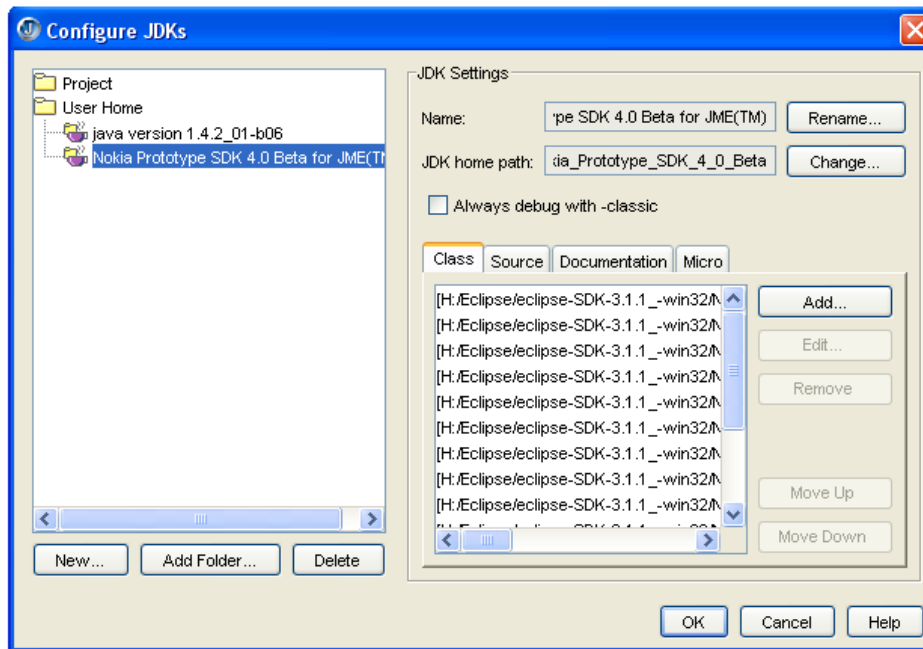 Configure JDKs
Project
User Home
java version 1.4.2_01-b06
Nokia Prototype SDK 4.0 Beta for JME(TM
New...
Add Folder...
Delete
JDK Settings
Name:
pe SDK 4.0 Beta for JME(TM)
Rename...
JDK home path:
ia_Prototype_SDK_4_0_Beta
Change...
Always debug with -classic
Class
Source
Documentation
Micro
[H:/Eclipse/eclipse-SDK-3.1.1_-win32/N
[H:/Eclipse/eclipse-SDK-3.1.1_-win32/N
[H:/Eclipse/eclipse-SDK-3.1.1_-win32/N
[H:/Eclipse/eclipse-SDK-3.1.1_-win32/N
[H:/Eclipse/eclipse-SDK-3.1.1_-win32/N
[H:/Eclipse/eclipse-SDK-3.1.1_-win32/N
[H:/Eclipse/eclipse-SDK-3.1.1_-win32/N
[H:/Eclipse/eclipse-SDK-3.1.1_-win32/N
[H:/Eclipse/eclipse-SDK-3.1.1_-win32/N
Add...
Edit...
Remove
Move Up
Move Down
OK
Cancel
Help